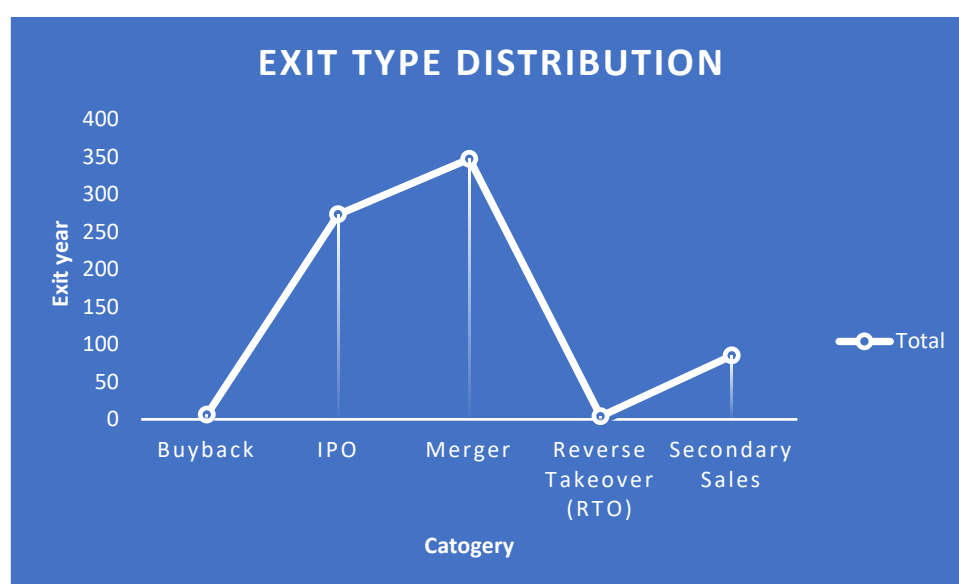 EXIT TYPE DISTRIBUTION
400
350
300
250
200
150
100
50
0
Exit year
Buyback
IPO
Merger
Reverse
Takeover
(RTO)
Secondary
Sales
Catogery
Total